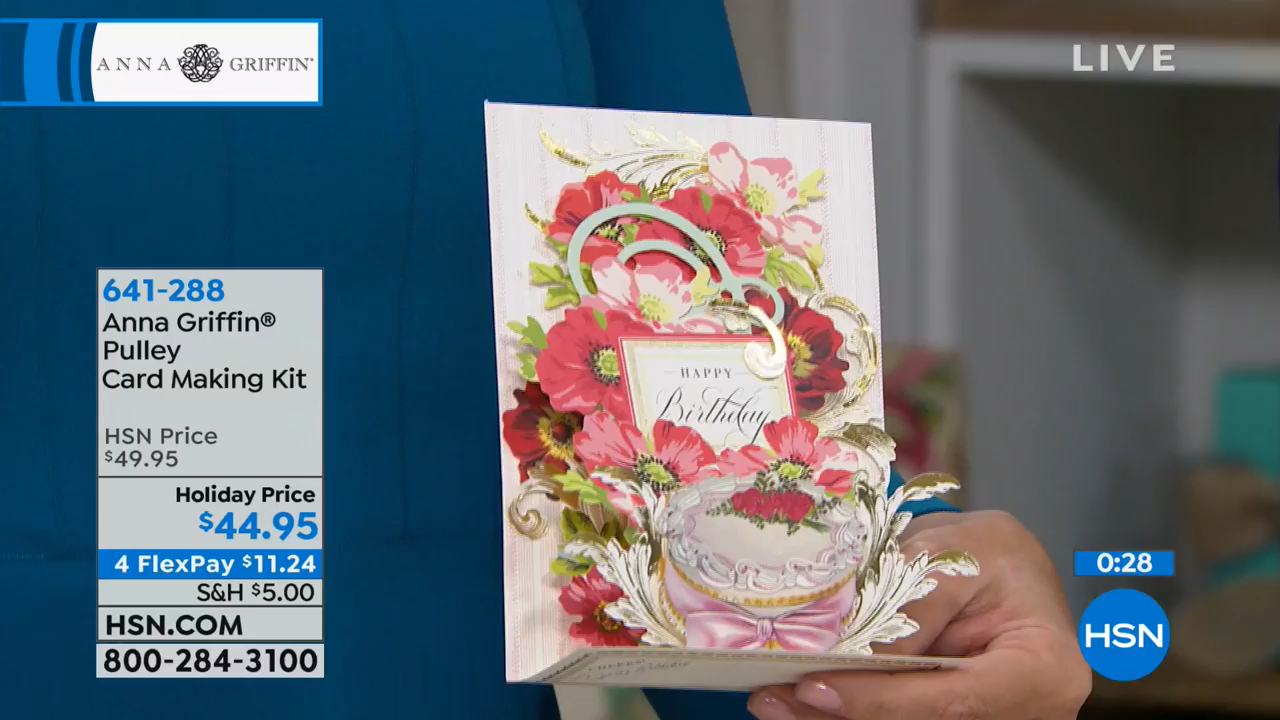 ANNA GRIFFIN®
LIVE
641-288
Anna Griffin®
Pulley
Card Making Kit
HSN Price
$49.95
Holiday Price
$44.95
4 FlexPay $11.24
S&H $5.00
HSN.COM
800-284-3100
HAPPY
Birthday
0:28
HSN